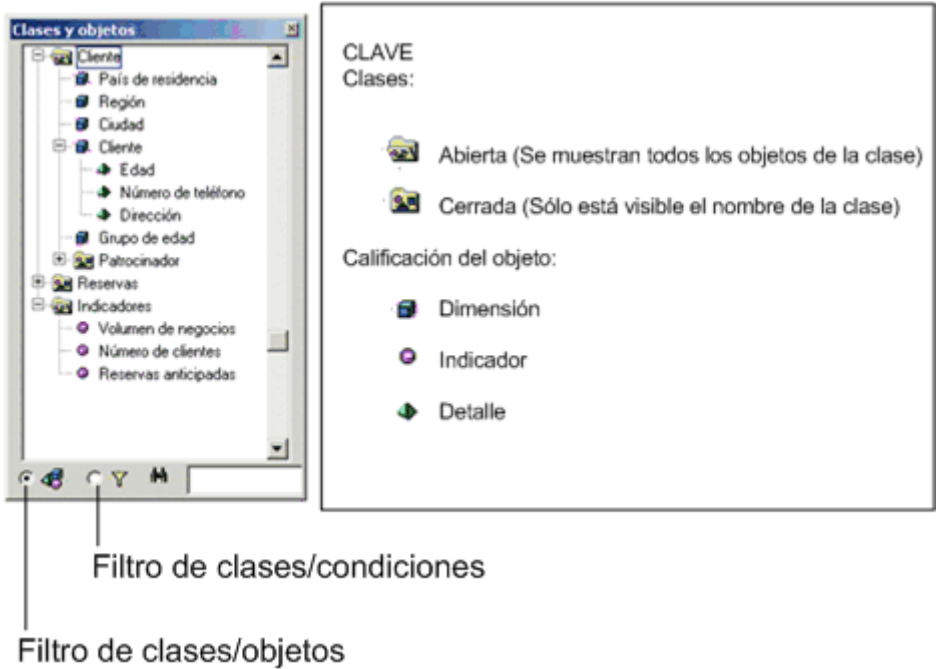 Clases y objetos
Cliente
País de residencia
Región
Ciudad
Cliente
Edad
Número de teléfono
Dirección
Grupo de edad
Patrocinador
Reservas
Indicadores
Volumen de negocios
Número de clientes
Reservas anticipadas
CLAVE
Clases:
Abierta (Se muestran todos los objetos de la clase)
Cerrada (Sólo está visible el nombre de la clase)
Calificación del objeto:
Dimensión
Indicador
Detalle
Filtro de clases/condiciones
Filtro de clases/objetos